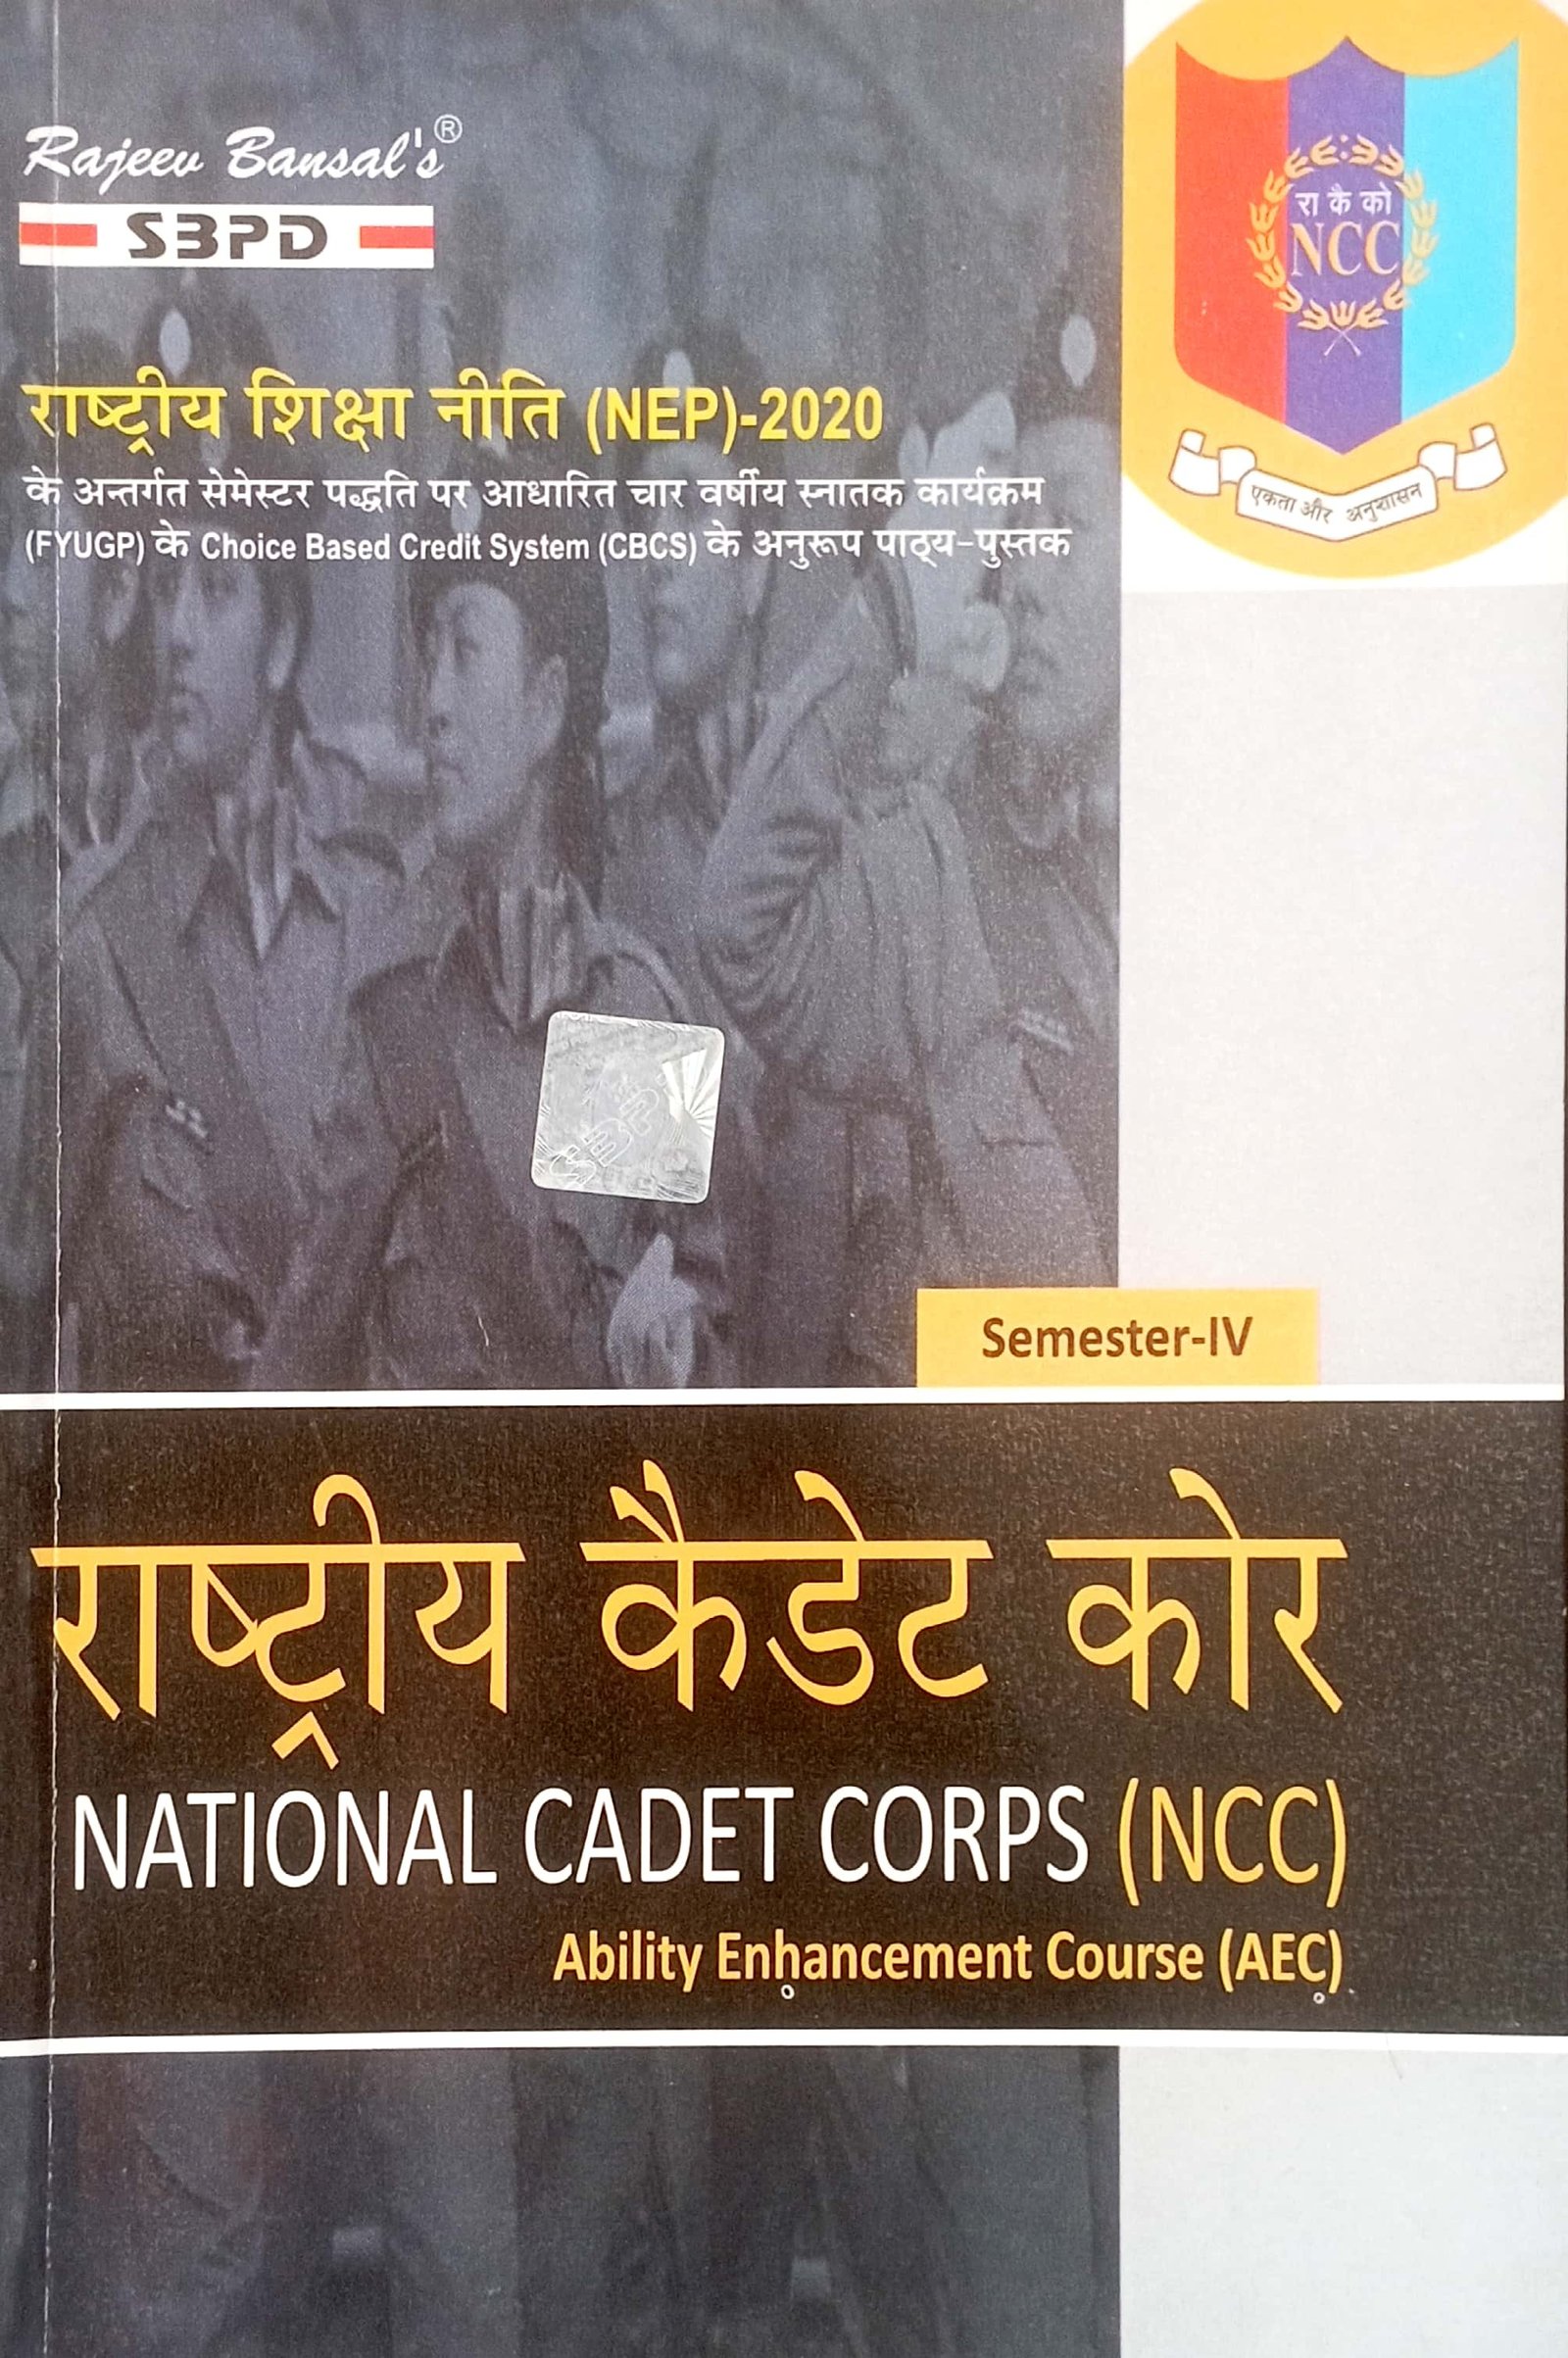 Rajeev Bansal's®
SBPD
रा कै को
NCC
एकता और अनुशासन
राष्ट्रीय शिक्षा नीति (NEP)-2020
के अन्तर्गत सेमेस्टर पद्धति पर आधारित चार वर्षीय स्नातक कार्यक्रम
(FYUGP) के Choice Based Credit System (CBCS) के अनुरूप पाठ्य-पुस्तक
SBP
Semester-IV
राष्ट्रीय कैडेट कोर
NATIONAL CADET CORPS (NCC)
Ability Enhancement Course (AEC)